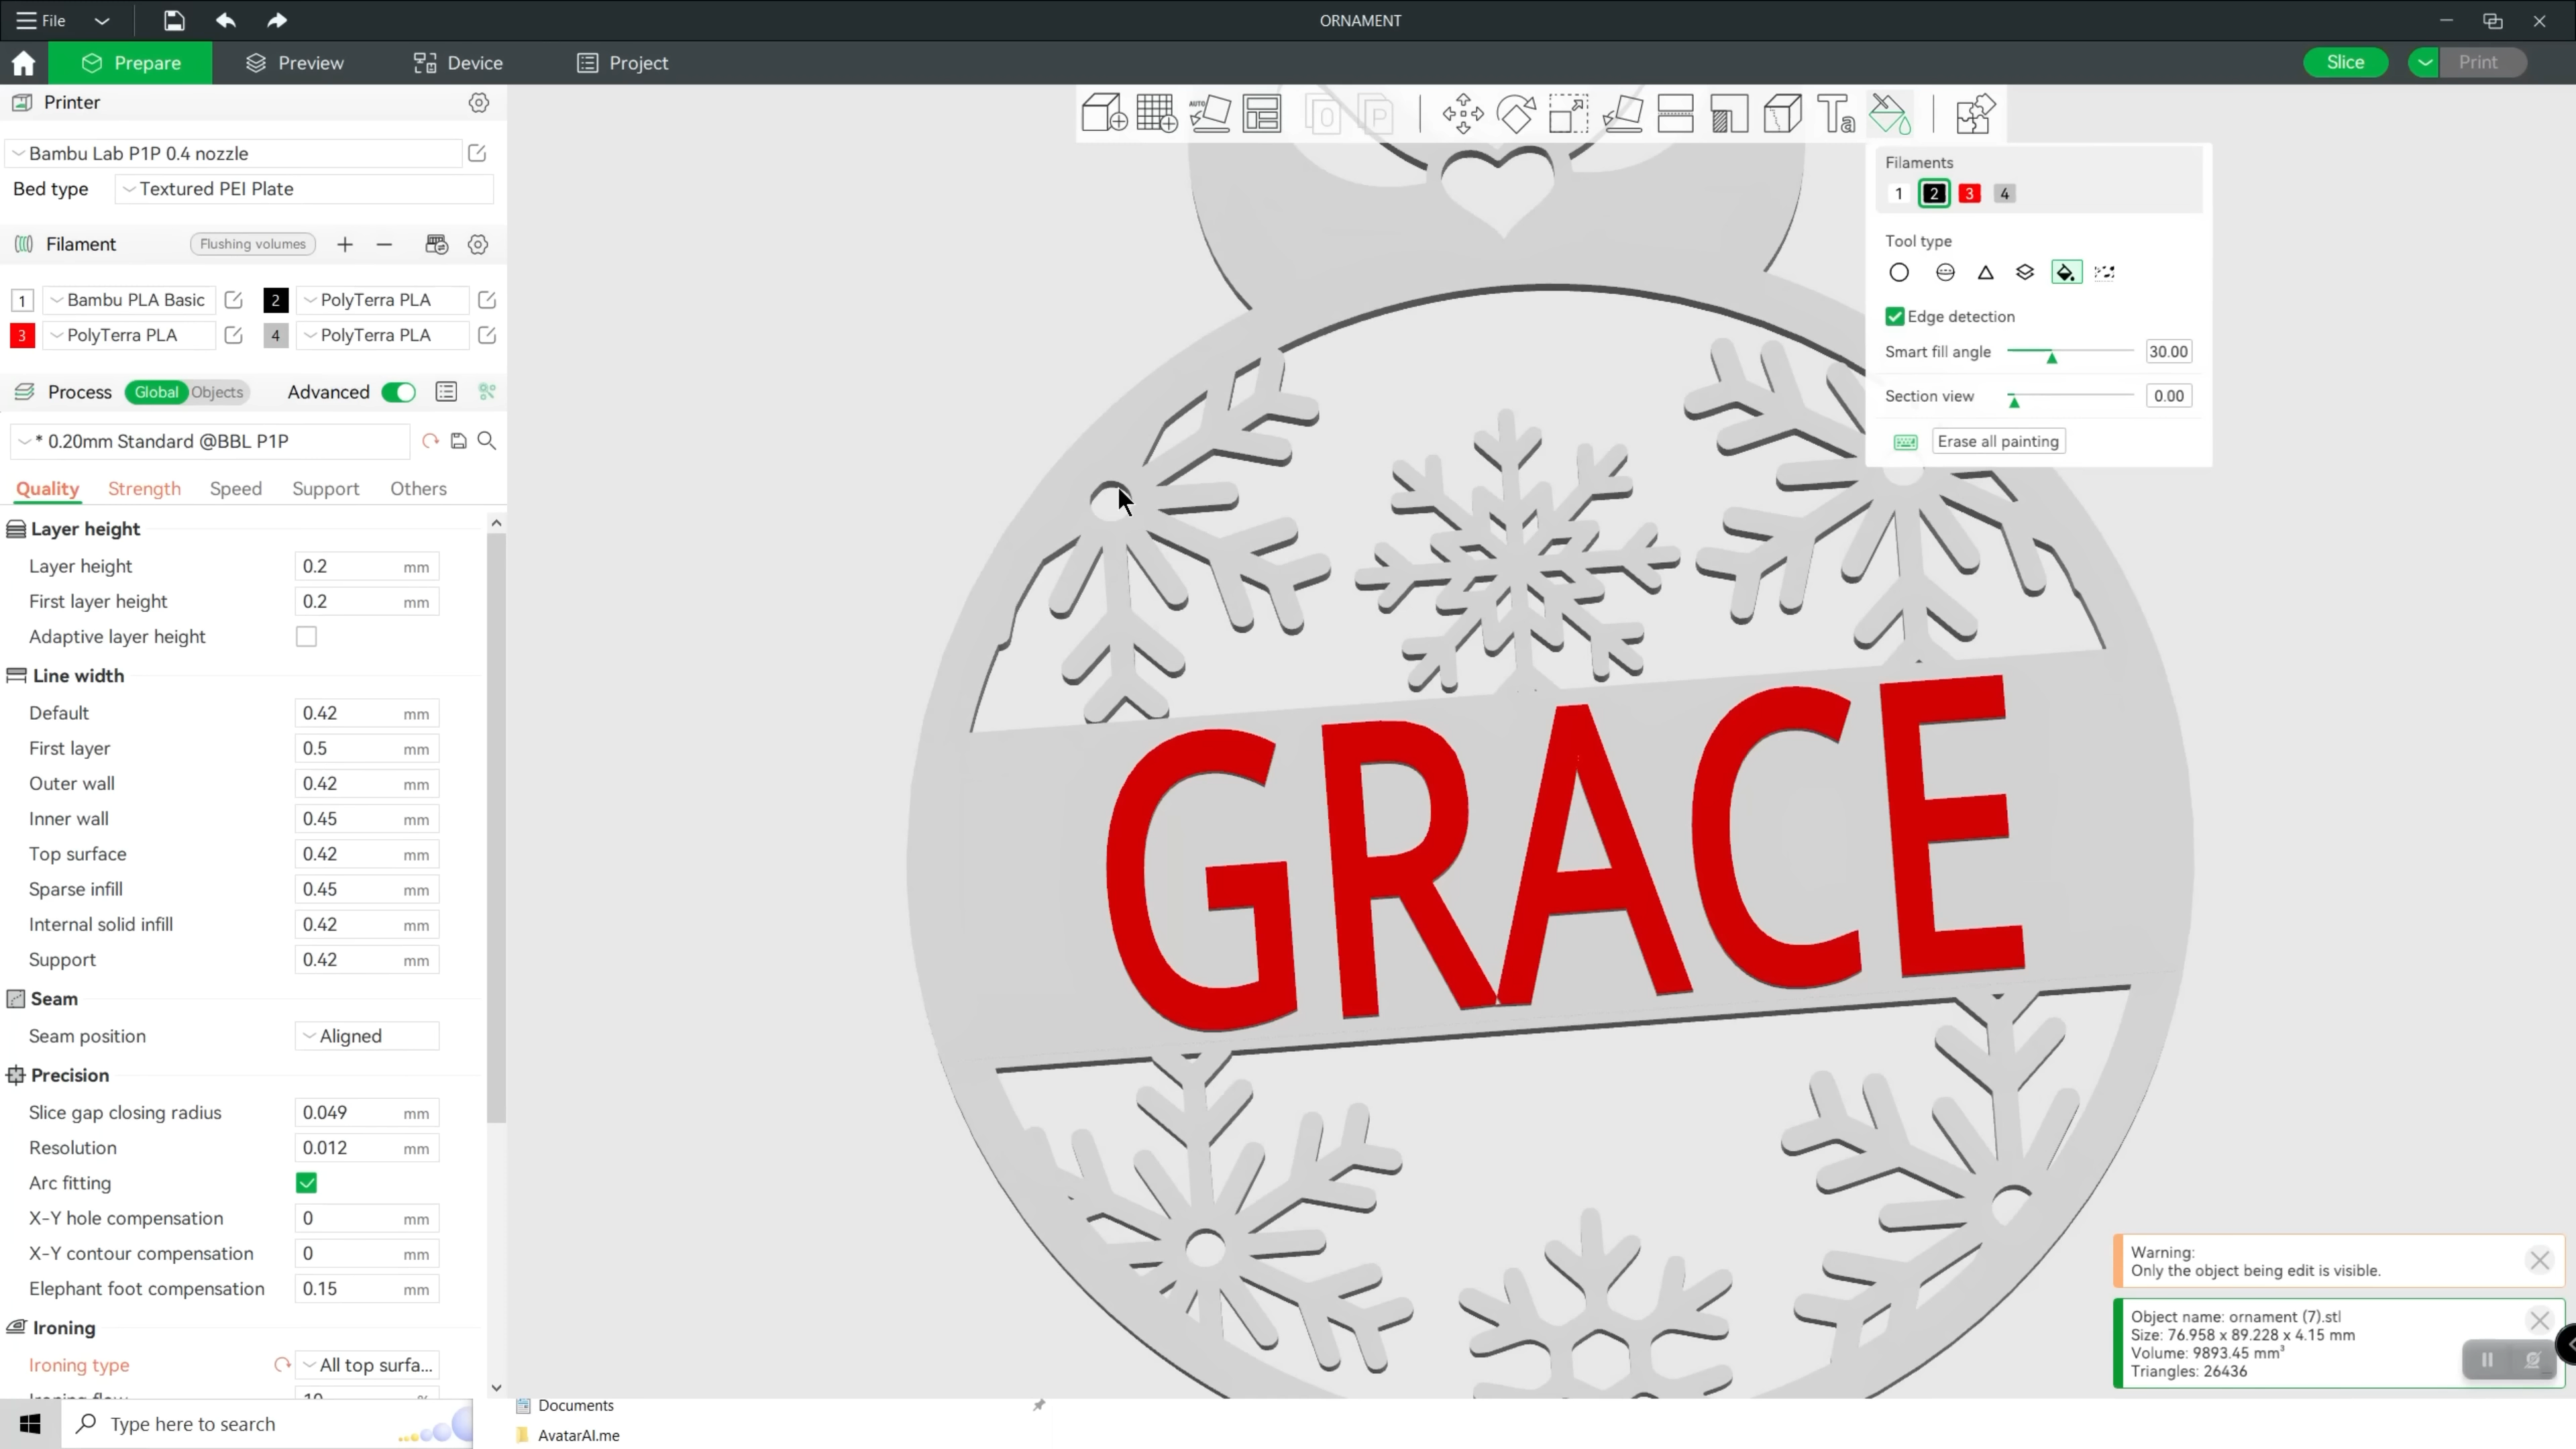 File
ORNAMENT
Prepare
Preview
Device
Project
Slice
Print
Printer
Bambu Lab P1P 0.4 nozzle
Bed type
Textured PEI Plate
Filament
Flushing volumes
1 Bambu PLA Basic
2 PolyTerra PLA
3 PolyTerra PLA
4 PolyTerra PLA
Process Global Objects Advanced
* 0.20mm Standard @BBL P1P
Quality Strength Speed Support Others
Layer height
Layer height 0.2 mm
First layer height 0.2 mm
Adaptive layer height
Line width
Default 0.42 mm
First layer 0.5 mm
Outer wall 0.42 mm
Inner wall 0.45 mm
Top surface 0.42 mm
Sparse infill 0.45 mm
Internal solid infill 0.42 mm
Support 0.42 mm
Seam
Seam position Aligned
Precision
Slice gap closing radius 0.049 mm
Resolution 0.012 mm
Arc fitting
X-Y hole compensation 0 mm
X-Y contour compensation 0 mm
Elephant foot compensation 0.15 mm
Ironing
Ironing type All top surfa...
AUTO
O
P
Ta
Filaments
1 2 3 4
Tool type
Edge detection
Smart fill angle 30.00
Section view 0.00
Erase all painting
GRACE
Warning:
Only the object being edit is visible.
Object name: ornament (7).stl
Size: 76.958 x 89.228 x 4.15 mm
Volume: 9893.45 mm³
Triangles: 26436
Type here to search
Documents
AvatarAI.me